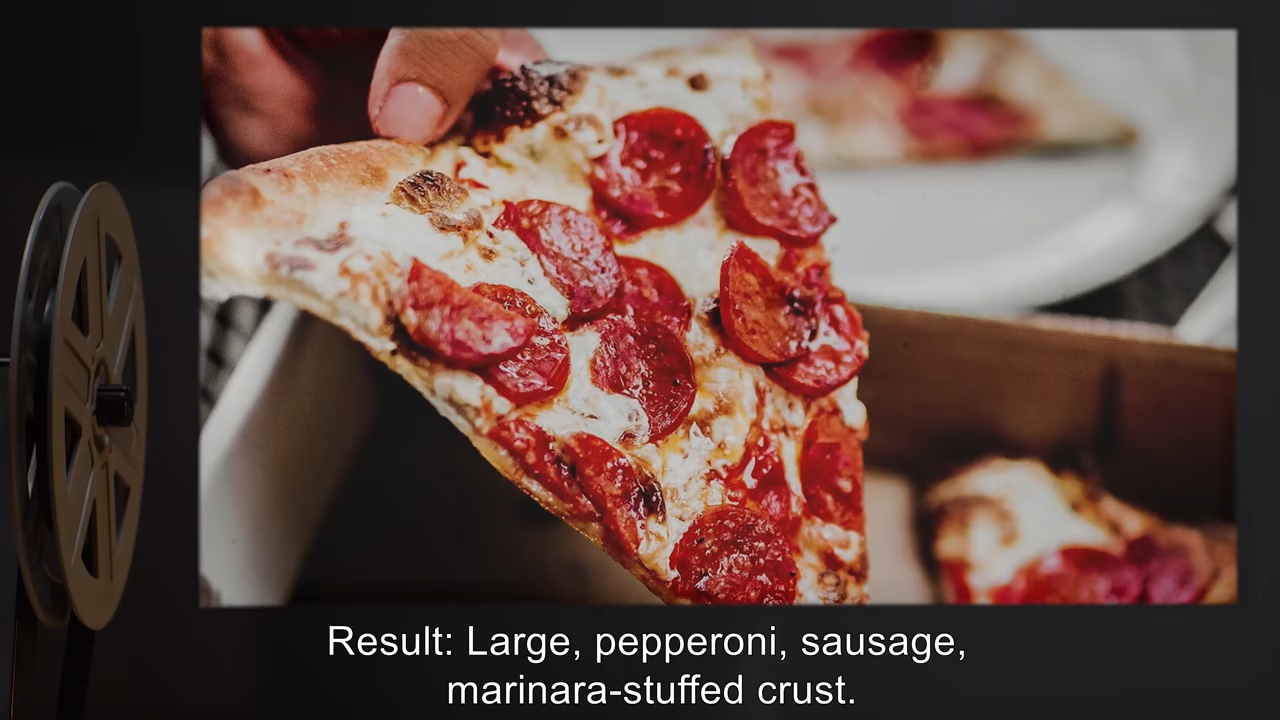 Result: Large, pepperoni, sausage,
marinara-stuffed crust.